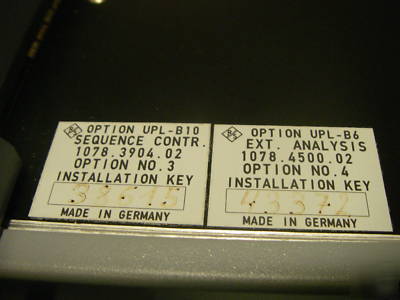 OPTION UPL-B10
SEQUENCE CONTR.
1078.3904.02
OPTION NO.3
INSTALLATION KEY
38615
MADE IN GERMANY
OPTION UPL-B6
EXT. ANALYSIS
1078.4500.02
OPTION NO.4
INSTALLATION KEY
MADE IN GERMANY